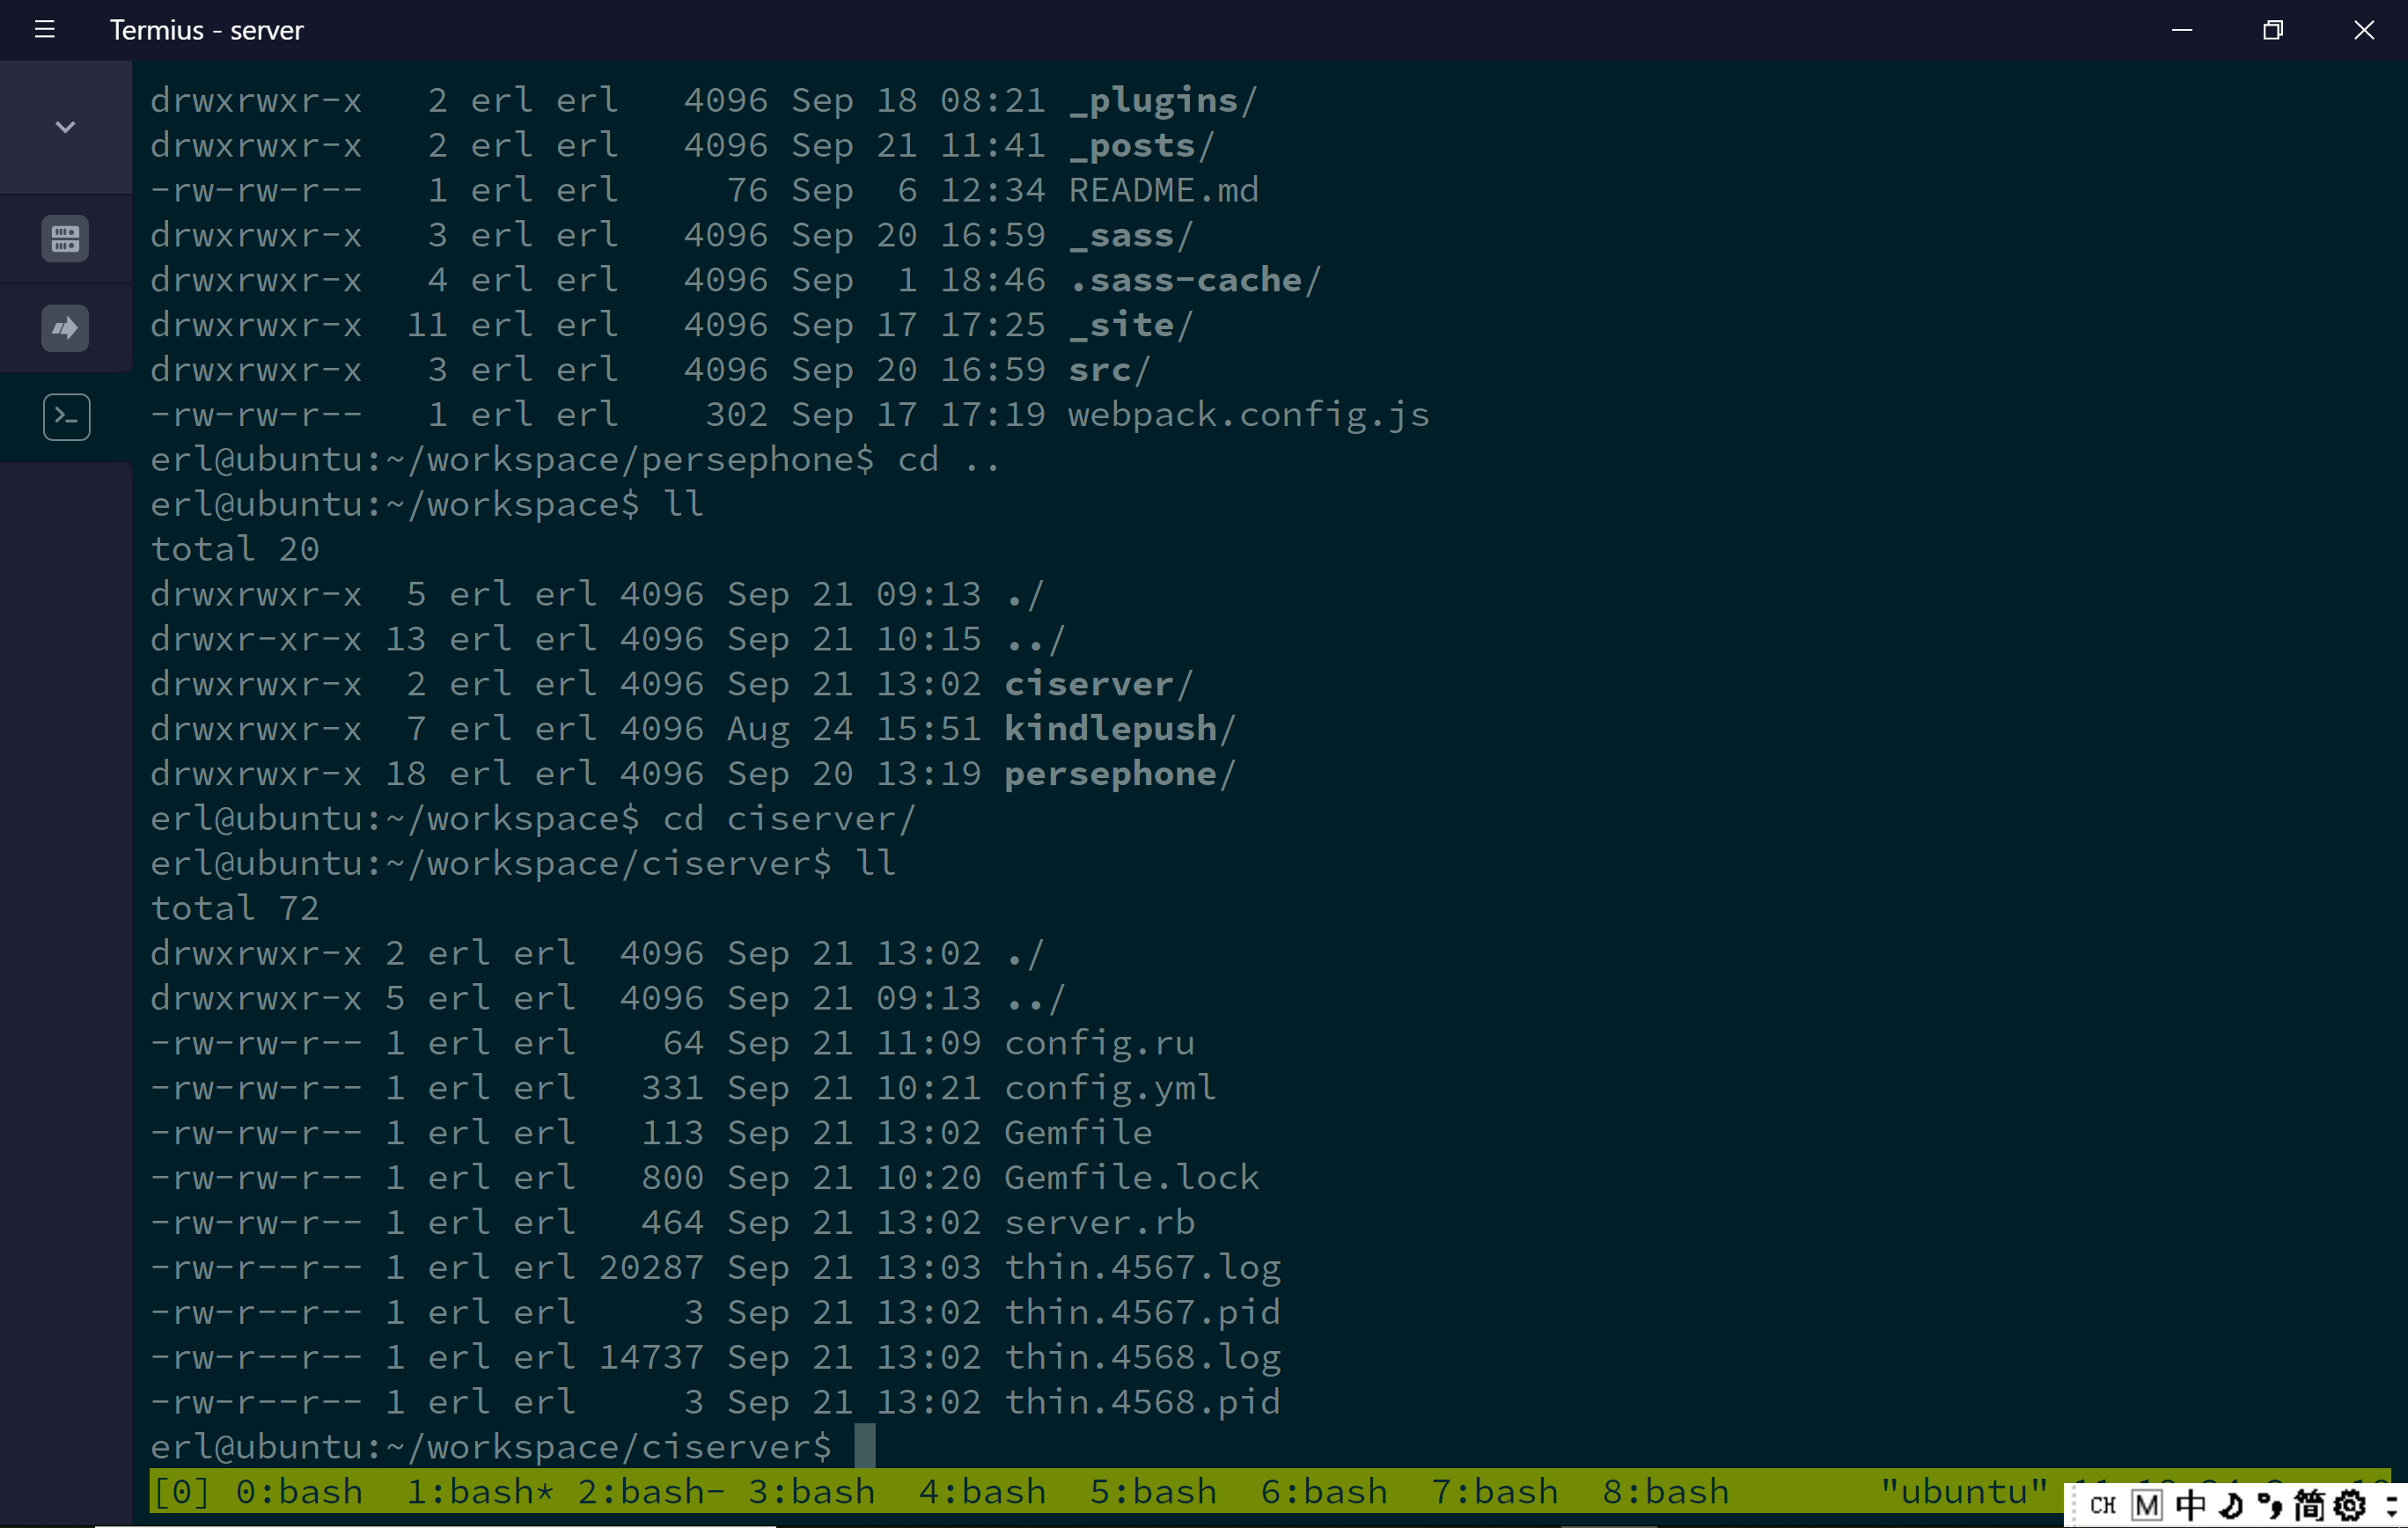 Termius - server
drwxrwxr-x   2 erl erl   4096 Sep 18 08:21 _plugins/
drwxrwxr-x   2 erl erl   4096 Sep 21 11:41 _posts/
-rw-rw-r--   1 erl erl     76 Sep  6 12:34 README.md
drwxrwxr-x   3 erl erl   4096 Sep 20 16:59 _sass/
drwxrwxr-x   4 erl erl   4096 Sep  1 18:46 .sass-cache/
drwxrwxr-x  11 erl erl   4096 Sep 17 17:25 _site/
drwxrwxr-x   3 erl erl   4096 Sep 20 16:59 src/
-rw-rw-r--   1 erl erl    302 Sep 17 17:19 webpack.config.js
erl@ubuntu:~/workspace/persephone$ cd ..
erl@ubuntu:~/workspace$ ll
total 20
drwxrwxr-x  5 erl erl 4096 Sep 21 09:13 ./
drwxr-xr-x 13 erl erl 4096 Sep 21 10:15 ../
drwxrwxr-x  2 erl erl 4096 Sep 21 13:02 ciserver/
drwxrwxr-x  7 erl erl 4096 Aug 24 15:51 kindlepush/
drwxrwxr-x 18 erl erl 4096 Sep 20 13:19 persephone/
erl@ubuntu:~/workspace$ cd ciserver/
erl@ubuntu:~/workspace/ciserver$ ll
total 72
drwxrwxr-x 2 erl erl  4096 Sep 21 13:02 ./
drwxrwxr-x 5 erl erl  4096 Sep 21 09:13 ../
-rw-rw-r-- 1 erl erl    64 Sep 21 11:09 config.ru
-rw-rw-r-- 1 erl erl   331 Sep 21 10:21 config.yml
-rw-rw-r-- 1 erl erl   113 Sep 21 13:02 Gemfile
-rw-rw-r-- 1 erl erl   800 Sep 21 10:20 Gemfile.lock
-rw-rw-r-- 1 erl erl   464 Sep 21 13:02 server.rb
-rw-r--r-- 1 erl erl 20287 Sep 21 13:03 thin.4567.log
-rw-r--r-- 1 erl erl     3 Sep 21 13:02 thin.4567.pid
-rw-r--r-- 1 erl erl 14737 Sep 21 13:02 thin.4568.log
-rw-r--r-- 1 erl erl     3 Sep 21 13:02 thin.4568.pid
erl@ubuntu:~/workspace/ciserver$
[0] 0:bash  1:bash* 2:bash- 3:bash  4:bash  5:bash  6:bash  7:bash  8:bash       "ubuntu"
CH M 中 简